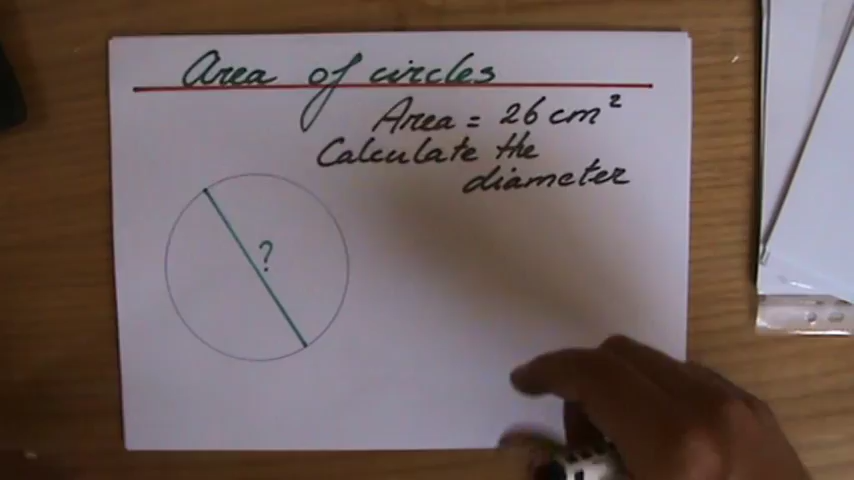 Area of circles
Area = 26 cm²
Calculate the
diameter
?